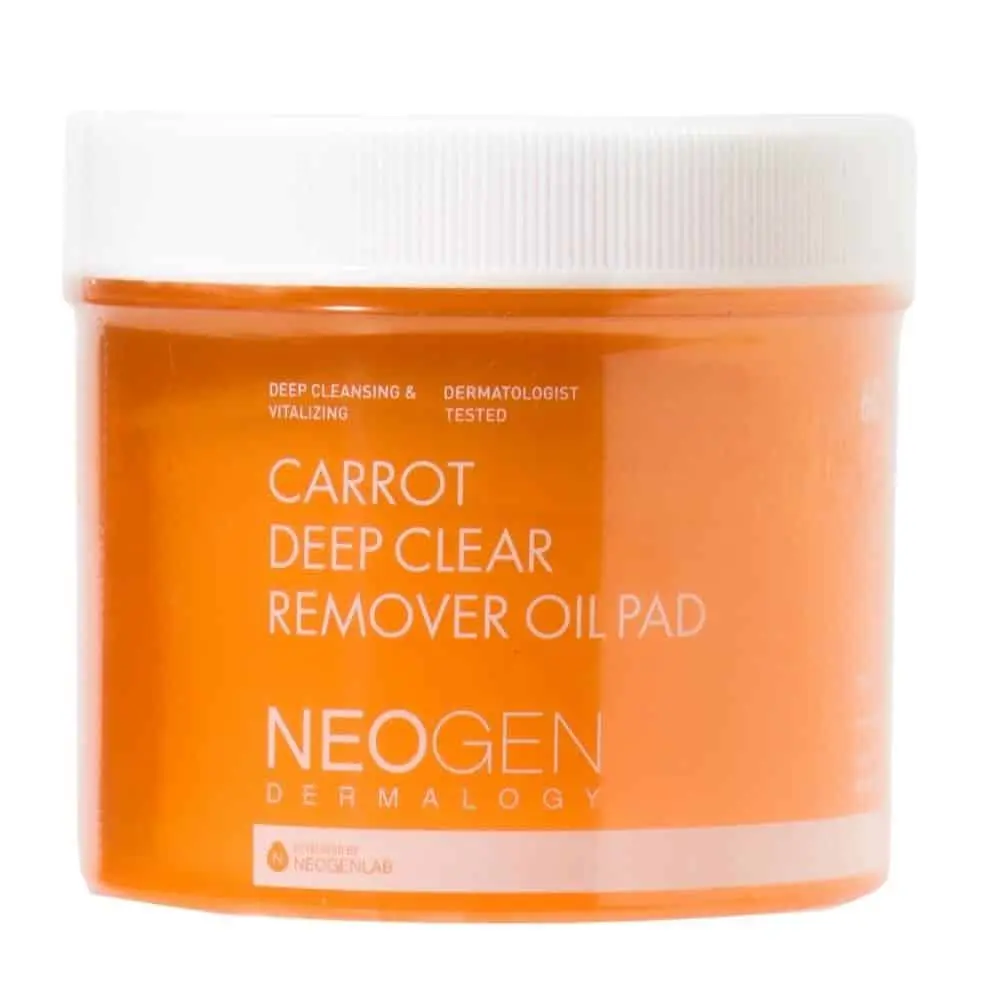 DEEP CLEANSING &
VITALIZING
DERMATOLOGIST
TESTED
CARROT
DEEP CLEAR
REMOVER OIL PAD
NEOGEN
DERMALOGY
NEOGENLAB